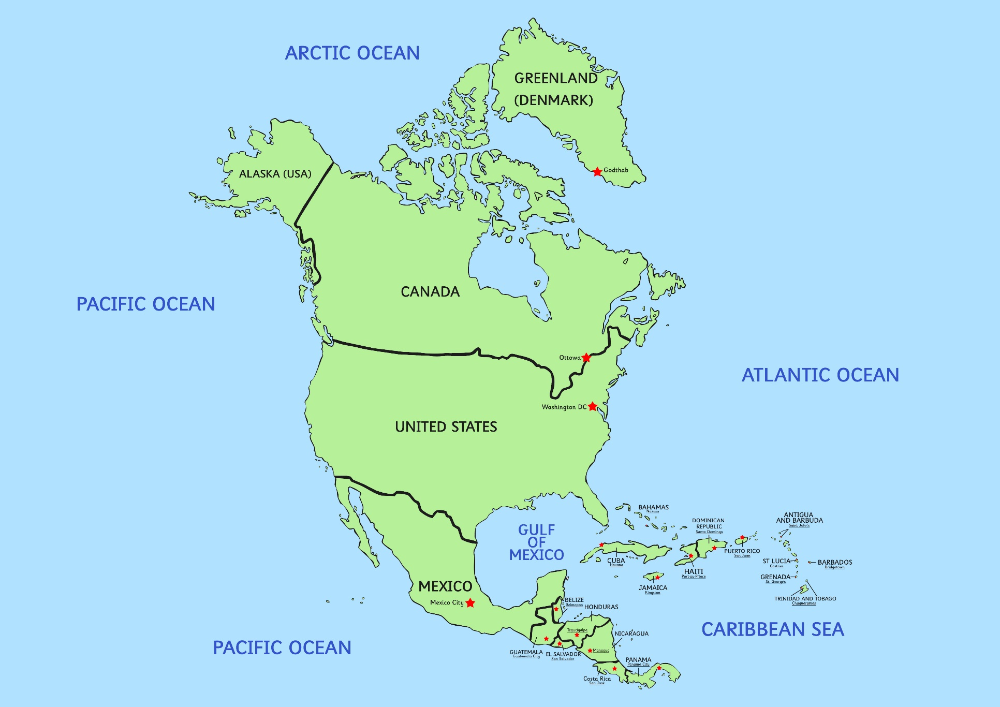 ARCTIC OCEAN
GREENLAND
(DENMARK)
Godthab
ALASKA (USA)
CANADA
PACIFIC OCEAN
Ottowa
ATLANTIC OCEAN
Washington DC
UNITED STATES
GULF
OF
MEXICO
BAHAMAS
Nassau
DOMINICAN
REPUBLIC
Santo Domingo
ANTIGUA
AND BARBUDA
Saint John's
PUERTO RICO
San Juan
CUBA
Havana
HAITI
Port-au-Prince
JAMAICA
Kingston
ST LUCIA
Castries
BARBADOS
Bridgetown
GRENADA
St. George's
TRINIDAD AND TOBAGO
Chaguaramas
MEXICO
Mexico City
BELIZE
Belmopan
HONDURAS
Tegucigalpa
CARIBBEAN SEA
NICARAGUA
Managua
PACIFIC OCEAN
GUATEMALA
Guatemala City
EL SALVADOR
San Salvador
PANAMA
Panama City
Costa Rica
San José